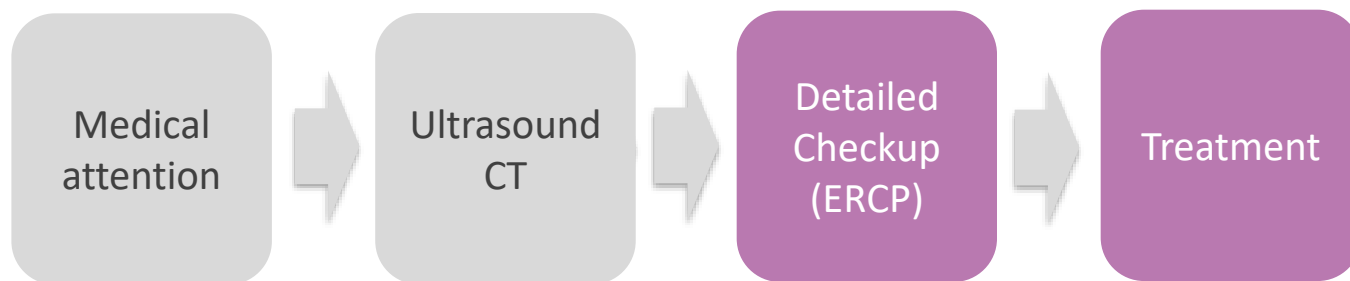 Medical
attention
Ultrasound
CT
Detailed
Checkup
(ERCP)
Treatment